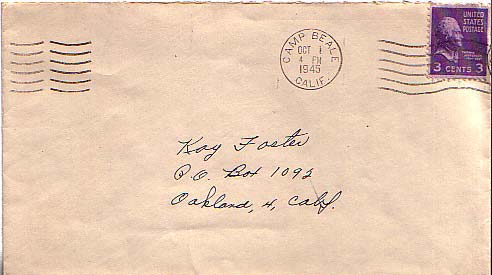 CAMP BEALE
OCT 1
4 PM
1945
CALIF.
UNITED
STATES
POSTAGE
3 CENTS 3
Kay Foster
P.O. Box 1092
Oakland, 4, Calif.